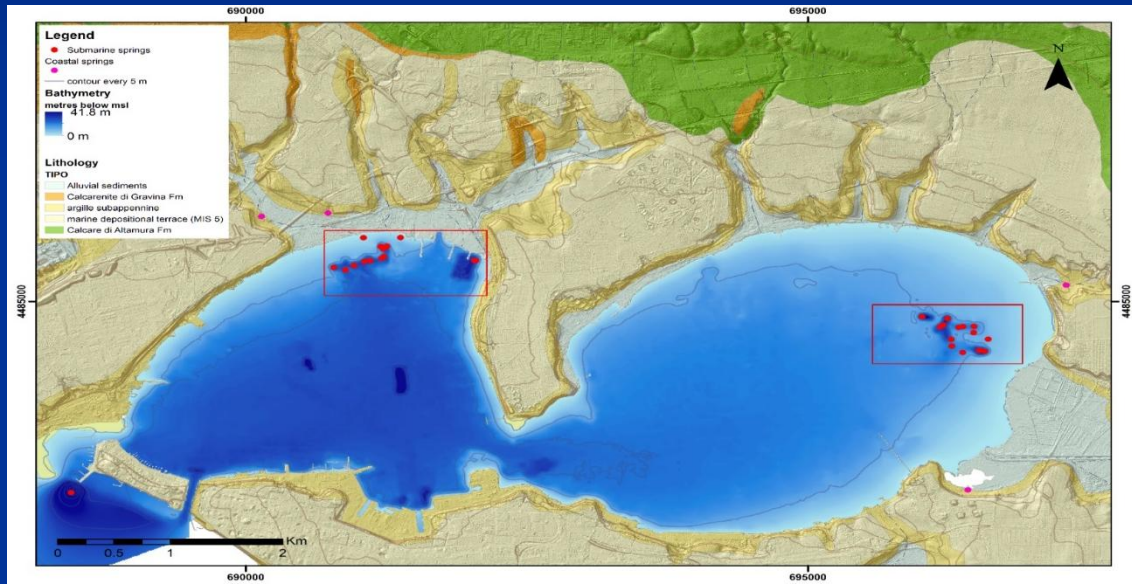 690000
695000
Legend
Submarine springs
Coastal springs
contour every 5 m
Bathymetry
metres below msl
41.8 m
0 m
Lithology
TIPO
Alluvial sediments
Calcarenite di Gravina Fm
argille subappennine
marine depositional terrace (MIS 5)
Calcare di Altamura Fm
N
4485000
4485000
Km
0
0.5
1
2
690000
695000